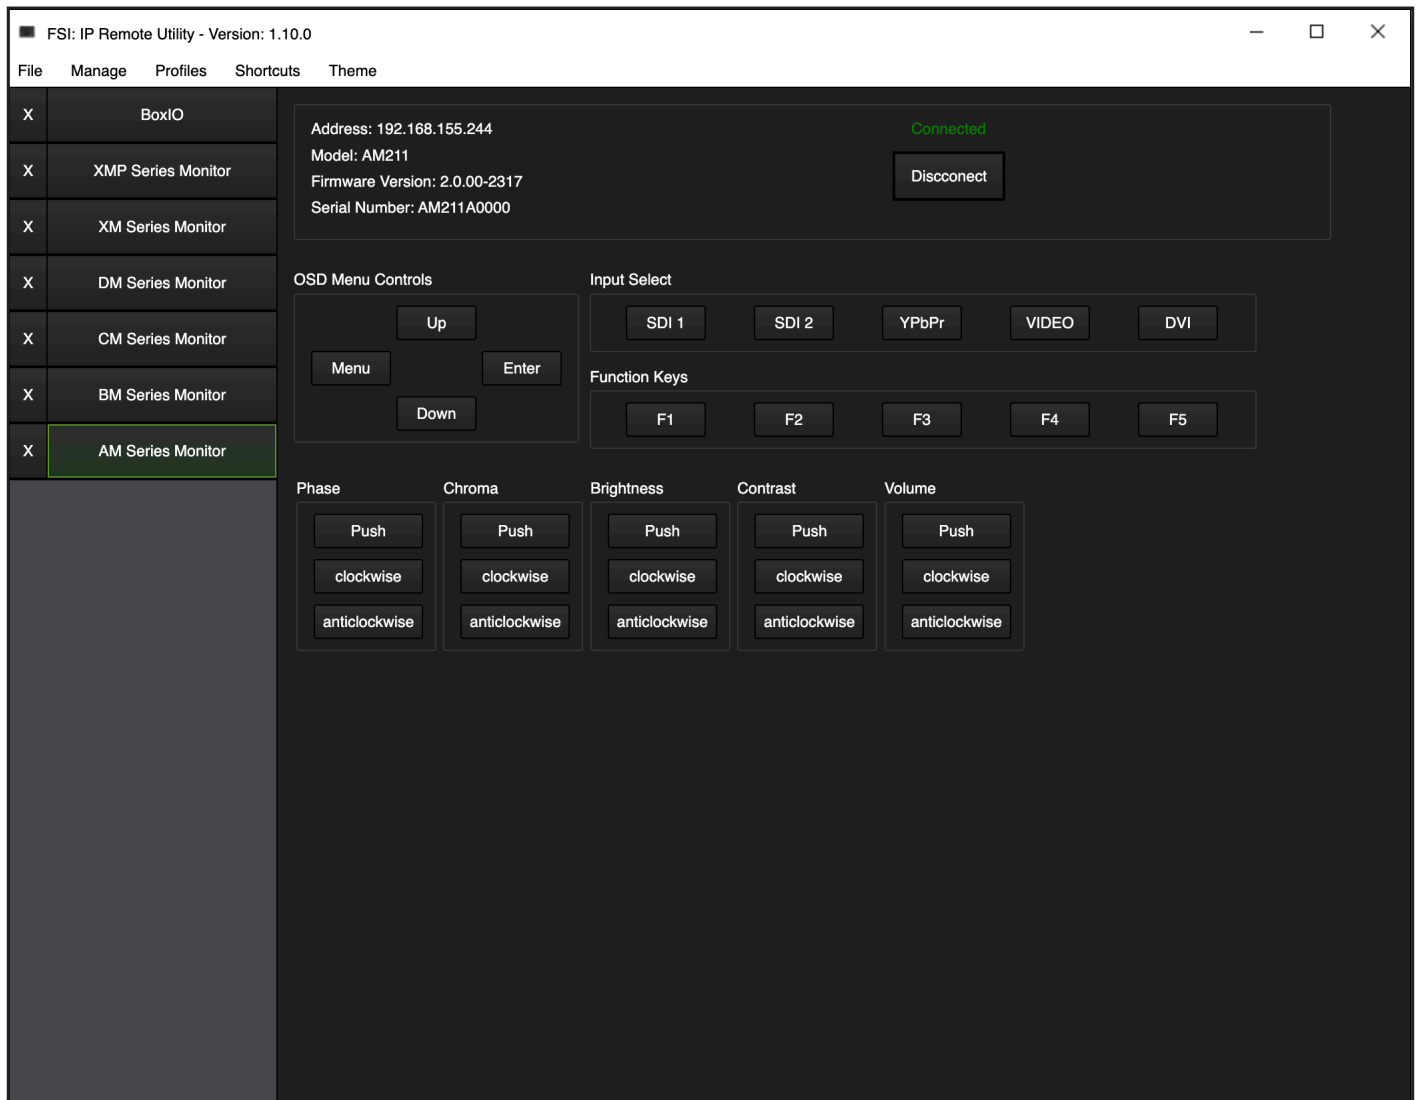 FSI: IP Remote Utility - Version: 1.10.0
File Manage Profiles Shortcuts Theme
X BoxIO
X XMP Series Monitor
X XM Series Monitor
X DM Series Monitor
X CM Series Monitor
X BM Series Monitor
X AM Series Monitor
Address: 192.168.155.244
Model: AM211
Firmware Version: 2.0.00-2317
Serial Number: AM211A0000
Connected
Discconect
OSD Menu Controls
Up
Menu Enter
Down
Input Select
SDI 1 SDI 2 YPbPr VIDEO DVI
Function Keys
F1 F2 F3 F4 F5
Phase Chroma Brightness Contrast Volume
Push Push Push Push Push
clockwise clockwise clockwise clockwise clockwise
anticlockwise anticlockwise anticlockwise anticlockwise anticlockwise